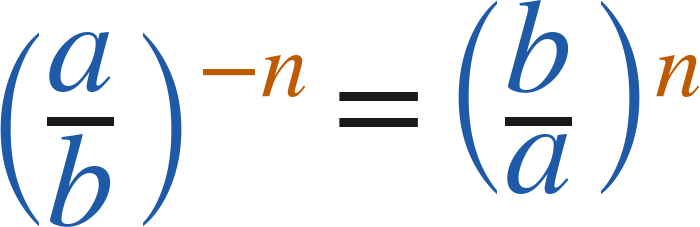 (a/b)^−n = (b/a)^n